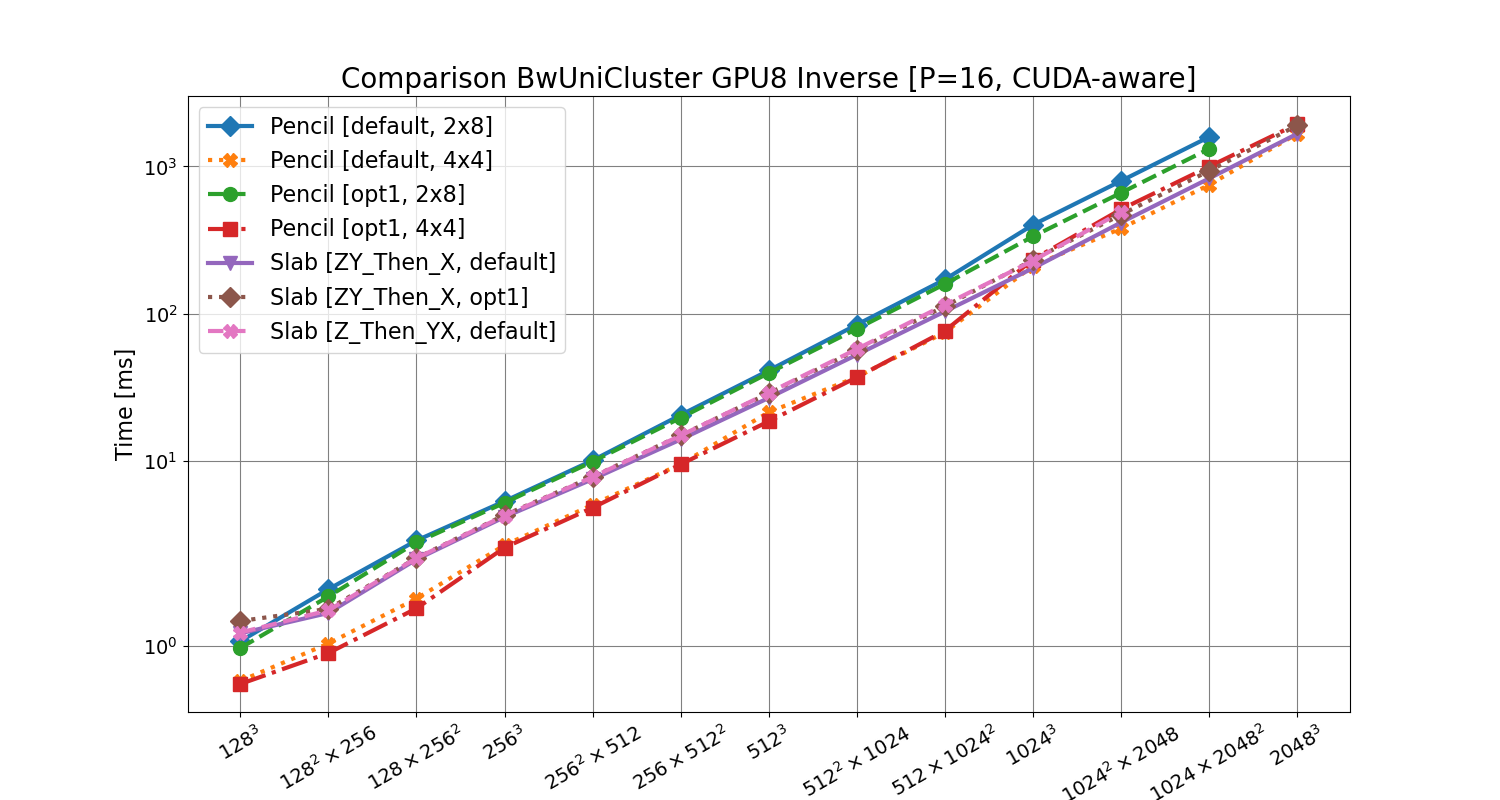 Comparison BwUniCluster GPU8 Inverse [P=16, CUDA-aware]
Pencil [default, 2x8]
Pencil [default, 4x4]
Pencil [opt1, 2x8]
Pencil [opt1, 4x4]
Slab [ZY_Then_X, default]
Slab [ZY_Then_X, opt1]
Slab [Z_Then_YX, default]
Time [ms]
10³
10²
10¹
10⁰
128³
128² × 256
128 × 256²
256³
256² × 512
256 × 512²
512³
512² × 1024
512 × 1024²
1024³
1024² × 2048
1024 × 2048²
2048³